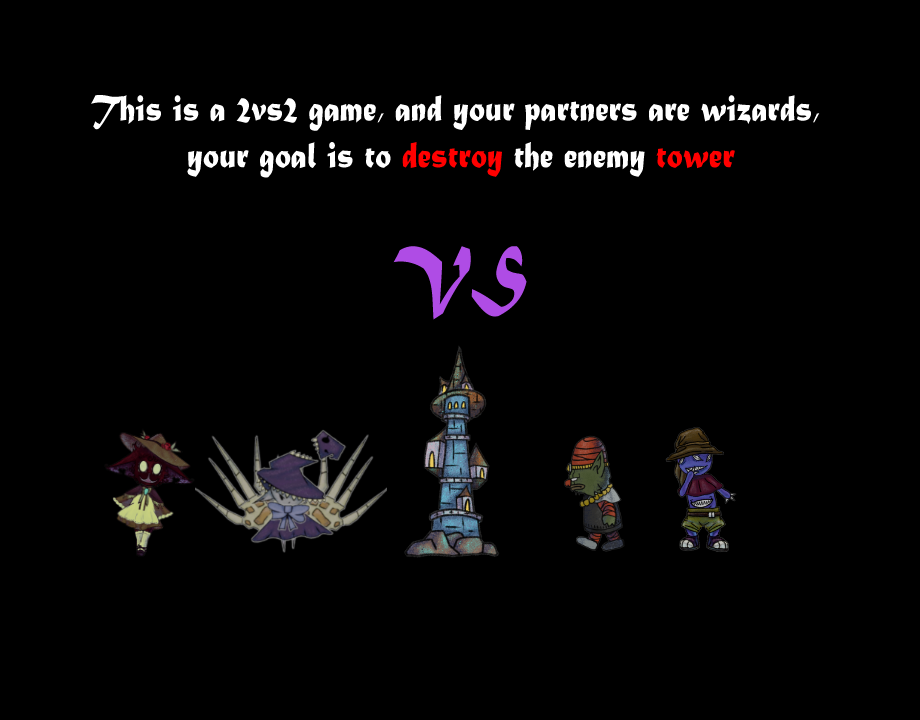 This is a 2vs2 game, and your partners are wizards,
your goal is to destroy the enemy tower
VS